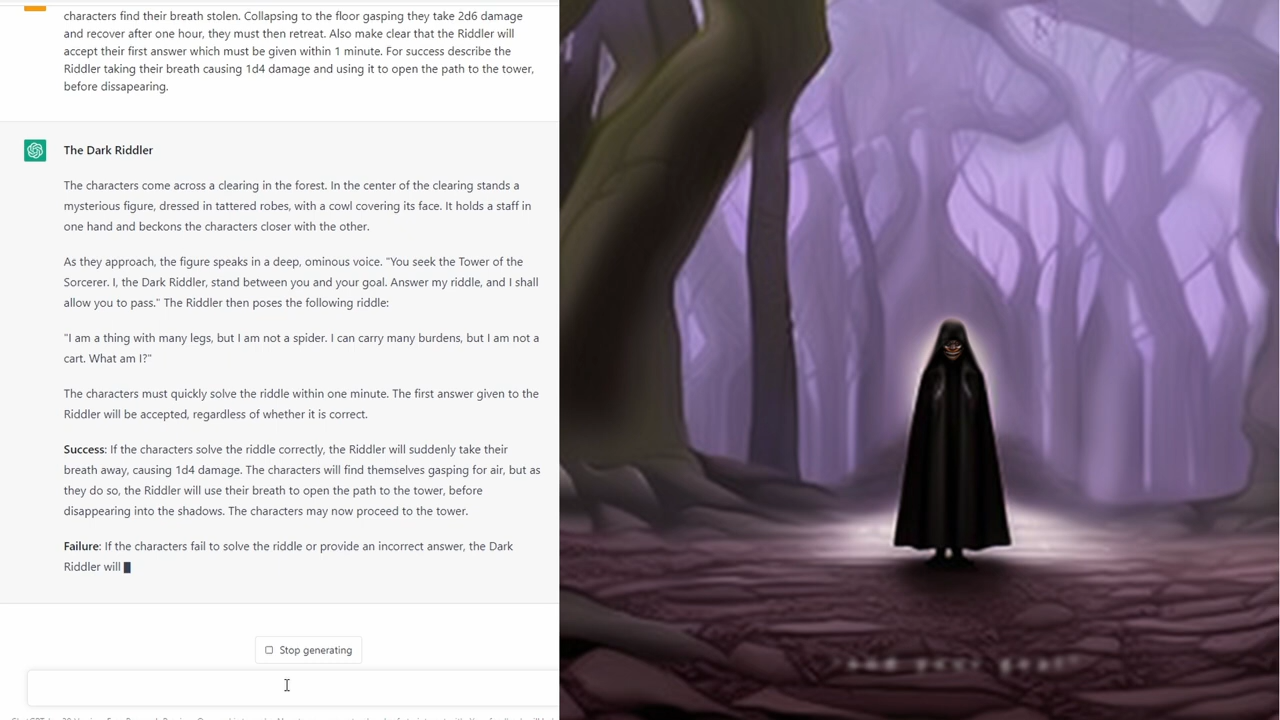 characters find their breath stolen. Collapsing to the floor gasping they take 2d6 damage
and recover after one hour, they must then retreat. Also make clear that the Riddler will
accept their first answer which must be given within 1 minute. For success describe the
Riddler taking their breath causing 1d4 damage and using it to open the path to the tower,
before dissapearing.
The Dark Riddler
The characters come across a clearing in the forest. In the center of the clearing stands a
mysterious figure, dressed in tattered robes, with a cowl covering its face. It holds a staff in
one hand and beckons the characters closer with the other.
As they approach, the figure speaks in a deep, ominous voice. "You seek the Tower of the
Sorcerer. I, the Dark Riddler, stand between you and your goal. Answer my riddle, and I shall
allow you to pass." The Riddler then poses the following riddle:
"I am a thing with many legs, but I am not a spider. I can carry many burdens, but I am not a
cart. What am I?"
The characters must quickly solve the riddle within one minute. The first answer given to the
Riddler will be accepted, regardless of whether it is correct.
Success: If the characters solve the riddle correctly, the Riddler will suddenly take their
breath away, causing 1d4 damage. The characters will find themselves gasping for air, but as
they do so, the Riddler will use their breath to open the path to the tower, before
disappearing into the shadows. The characters may now proceed to the tower.
Failure: If the characters fail to solve the riddle or provide an incorrect answer, the Dark
Riddler will
Stop generating
and your goal"